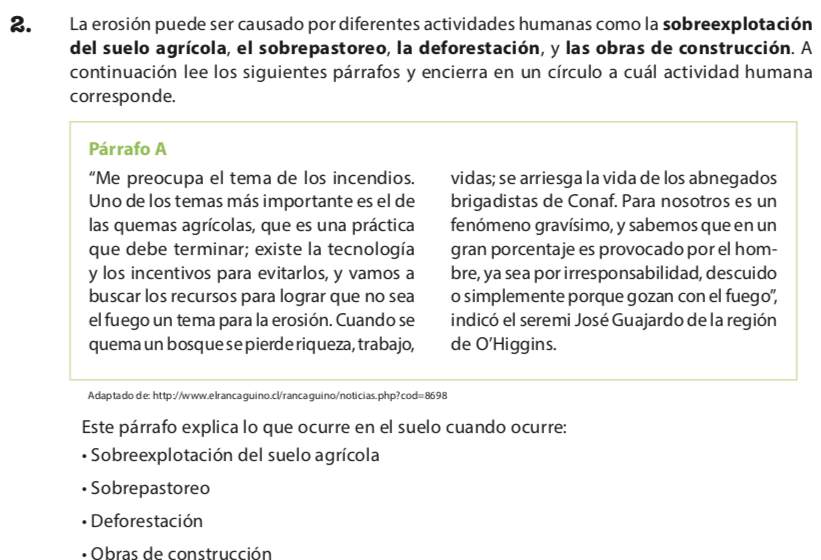 2. La erosión puede ser causado por diferentes actividades humanas como la sobreexplotación
del suelo agrícola, el sobrepastoreo, la deforestación, y las obras de construcción. A
continuación lee los siguientes párrafos y encierra en un círculo a cuál actividad humana
corresponde.
Párrafo A
“Me preocupa el tema de los incendios.
Uno de los temas más importante es el de
las quemas agrícolas, que es una práctica
que debe terminar; existe la tecnología
y los incentivos para evitarlos, y vamos a
buscar los recursos para lograr que no sea
el fuego un tema para la erosión. Cuando se
quema un bosque se pierde riqueza, trabajo,
vidas; se arriesga la vida de los abnegados
brigadistas de Conaf. Para nosotros es un
fenómeno gravísimo, y sabemos que en un
gran porcentaje es provocado por el hom-
bre, ya sea por irresponsabilidad, descuido
o simplemente porque gozan con el fuego”,
indicó el seremi José Guajardo de la región
de O’Higgins.
Adaptado de: http://www.elrancaguino.cl/rancaguino/noticias.php?cod=8698
Este párrafo explica lo que ocurre en el suelo cuando ocurre:
• Sobreexplotación del suelo agrícola
• Sobrepastoreo
• Deforestación
• Obras de construcción